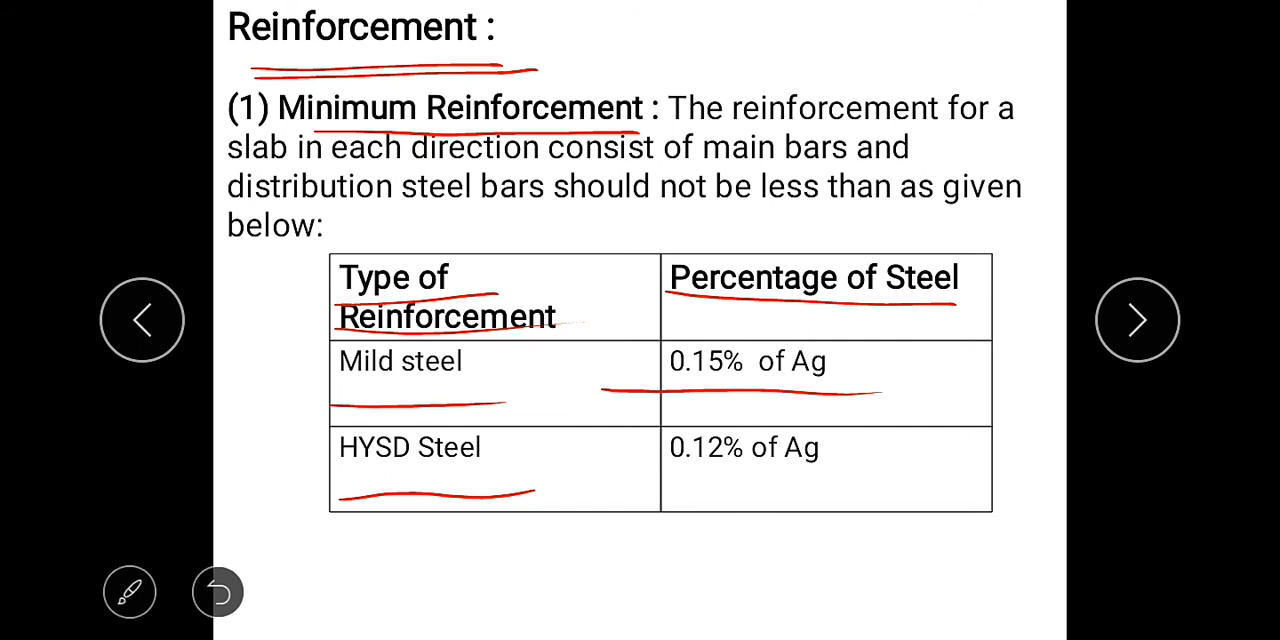 Reinforcement :
(1) Minimum Reinforcement : The reinforcement for a
slab in each direction consist of main bars and
distribution steel bars should not be less than as given
below:
Type of Percentage of Steel
Reinforcement
Mild steel 0.15% of Ag
HYSD Steel 0.12% of Ag